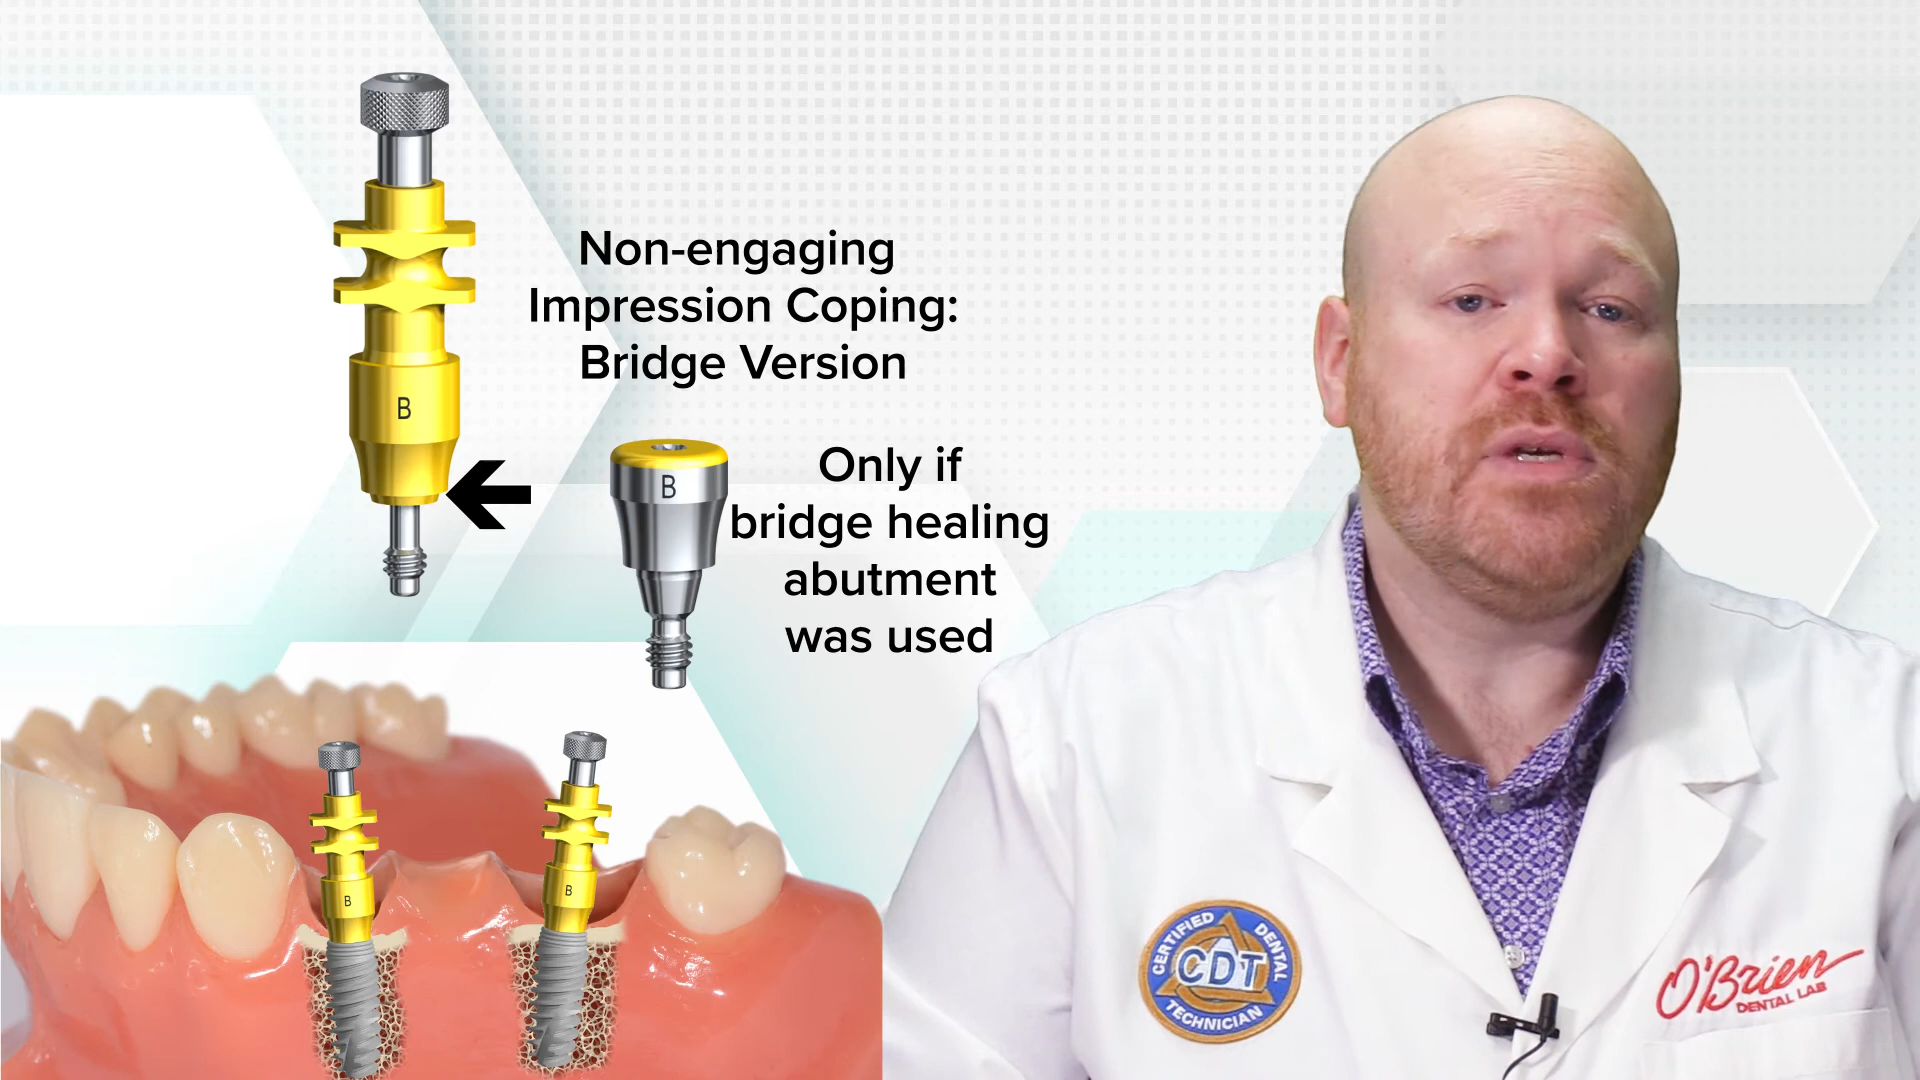 Non-engaging
Impression Coping:
Bridge Version
B
B
Only if
bridge healing
abutment
was used
B
B
CERTIFIED DENTAL
CDT
TECHNICIAN
O'Brien
DENTAL LAB